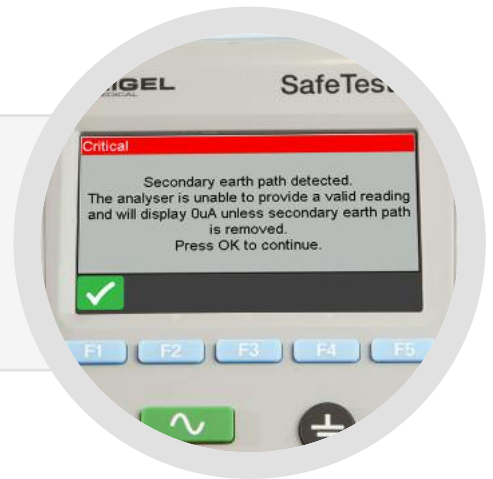 SafeTes
MEDICAL
Critical
Secondary earth path detected.
The analyser is unable to provide a valid reading
and will display 0uA unless secondary earth path
is removed.
Press OK to continue.
F1 F2 F3 F4 F5